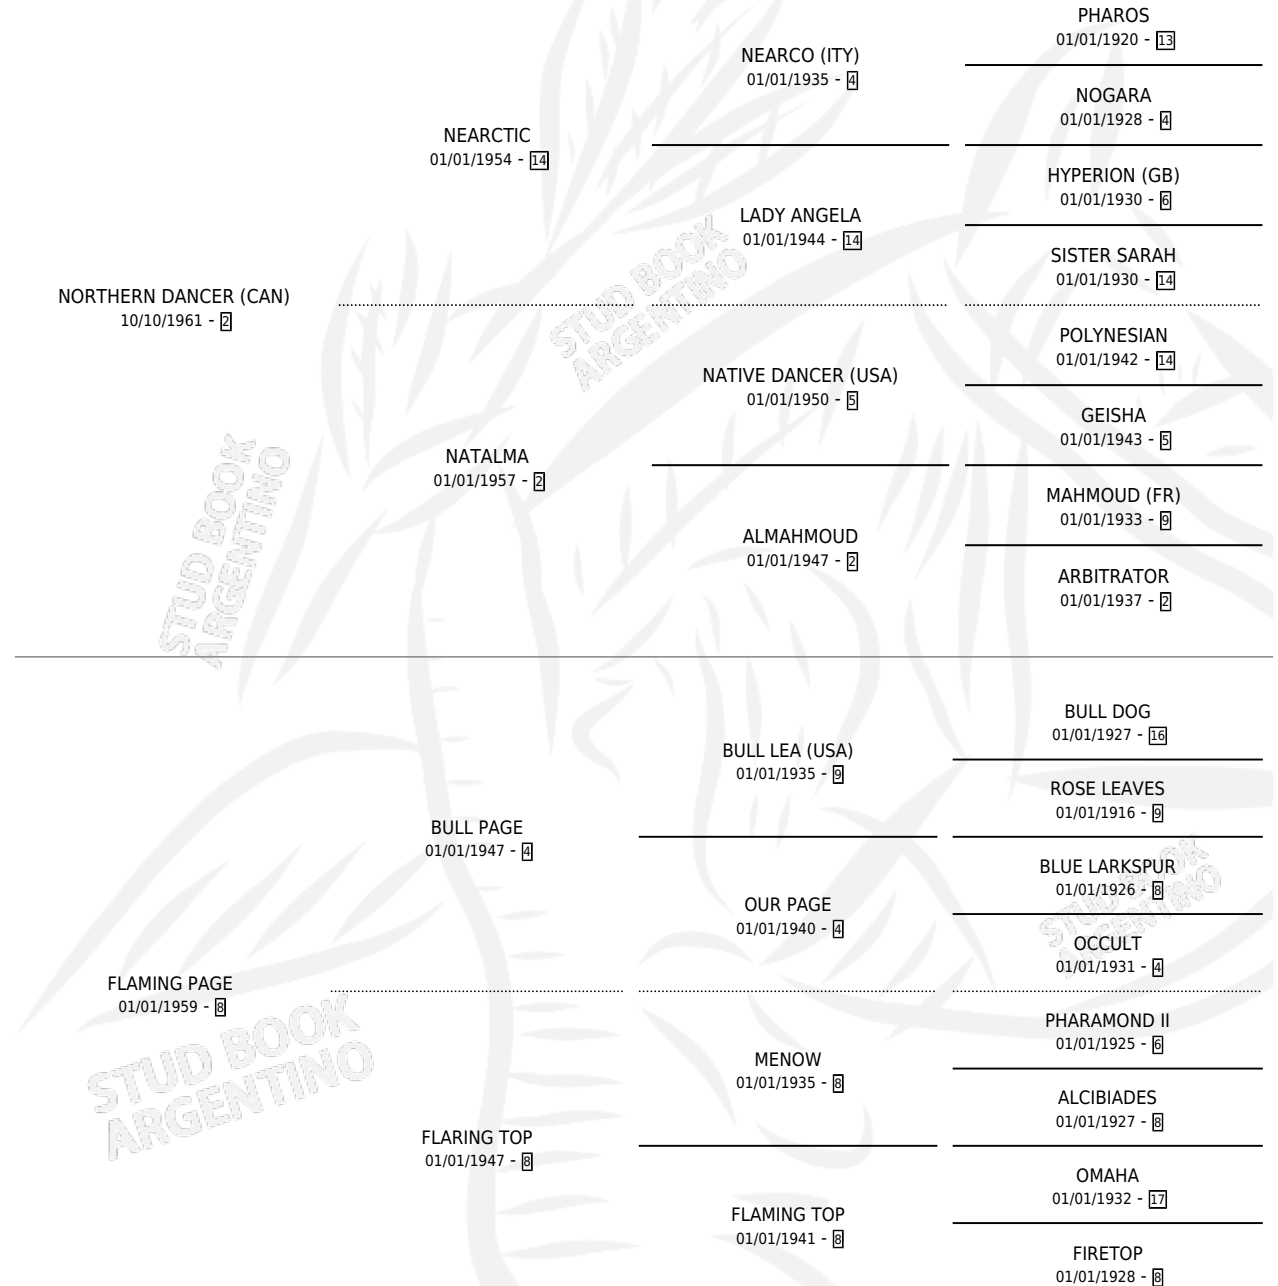 PHAROS
01/01/1920 - 13
NEARCO (ITY)
01/01/1935 - 4
NOGARA
01/01/1928 - 4
NEARCTIC
01/01/1954 - 14
HYPERION (GB)
01/01/1930 - 6
LADY ANGELA
01/01/1944 - 14
SISTER SARAH
01/01/1930 - 14
STUD BOOK
ARGENTINO
NORTHERN DANCER (CAN)
10/10/1961 - 2
POLYNESIAN
01/01/1942 - 14
NATIVE DANCER (USA)
01/01/1950 - 5
GEISHA
01/01/1943 - 5
NATALMA
01/01/1957 - 2
MAHMOUD (FR)
01/01/1933 - 9
ALMAHMOUD
01/01/1947 - 2
ARBITRATOR
01/01/1937 - 2
STUD BOOK
ARGENTINO
BULL DOG
01/01/1927 - 16
BULL LEA (USA)
01/01/1935 - 9
ROSE LEAVES
01/01/1916 - 9
BULL PAGE
01/01/1947 - 4
BLUE LARKSPUR
01/01/1926 - 8
OUR PAGE
01/01/1940 - 4
STUD BOOK
ARGENTINO
OCCULT
01/01/1931 - 4
FLAMING PAGE
01/01/1959 - 8
PHARAMOND II
01/01/1925 - 6
STUD BOOK
ARGENTINO
MENOW
01/01/1935 - 8
ALCIBIADES
01/01/1927 - 8
FLARING TOP
01/01/1947 - 8
OMAHA
01/01/1932 - 17
FLAMING TOP
01/01/1941 - 8
FIRETOP
01/01/1928 - 8